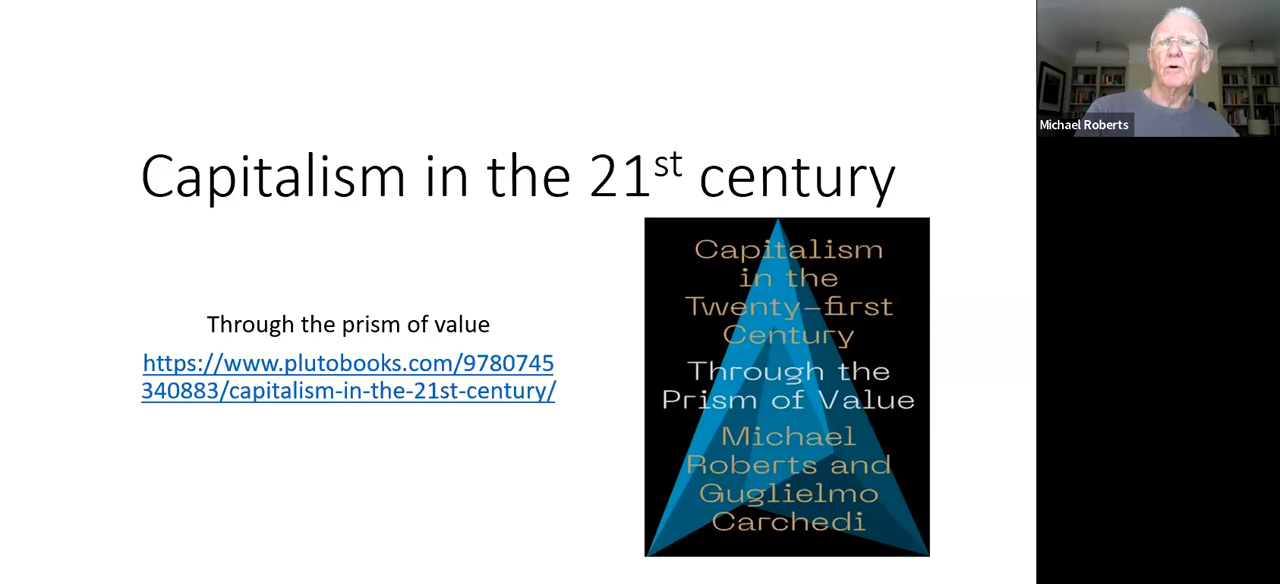 Capitalism in the 21st century
Through the prism of value
https://www.plutobooks.com/9780745
340883/capitalism-in-the-21st-century/
Capitalism
in the
Twenty-first
Century
Through the
Prism of Value
Michael
Roberts and
Guglielmo
Carchedi
Michael Roberts